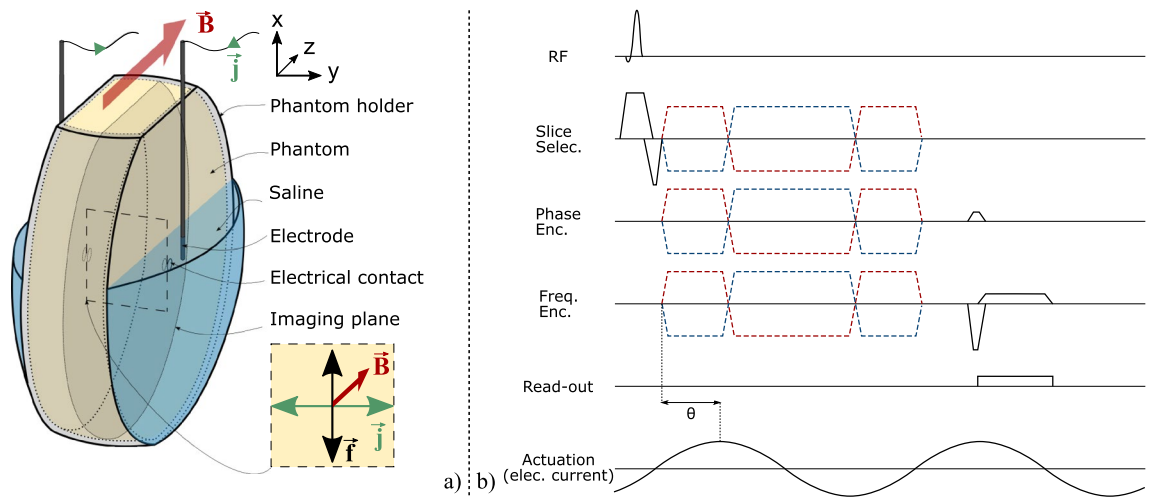 B
j
x
z
y
Phantom holder
Phantom
Saline
Electrode
Electrical contact
Imaging plane
B
j
f
a)
b)
RF
Slice
Selec.
Phase
Enc.
Freq.
Enc.
Read-out
θ
Actuation
(elec. current)